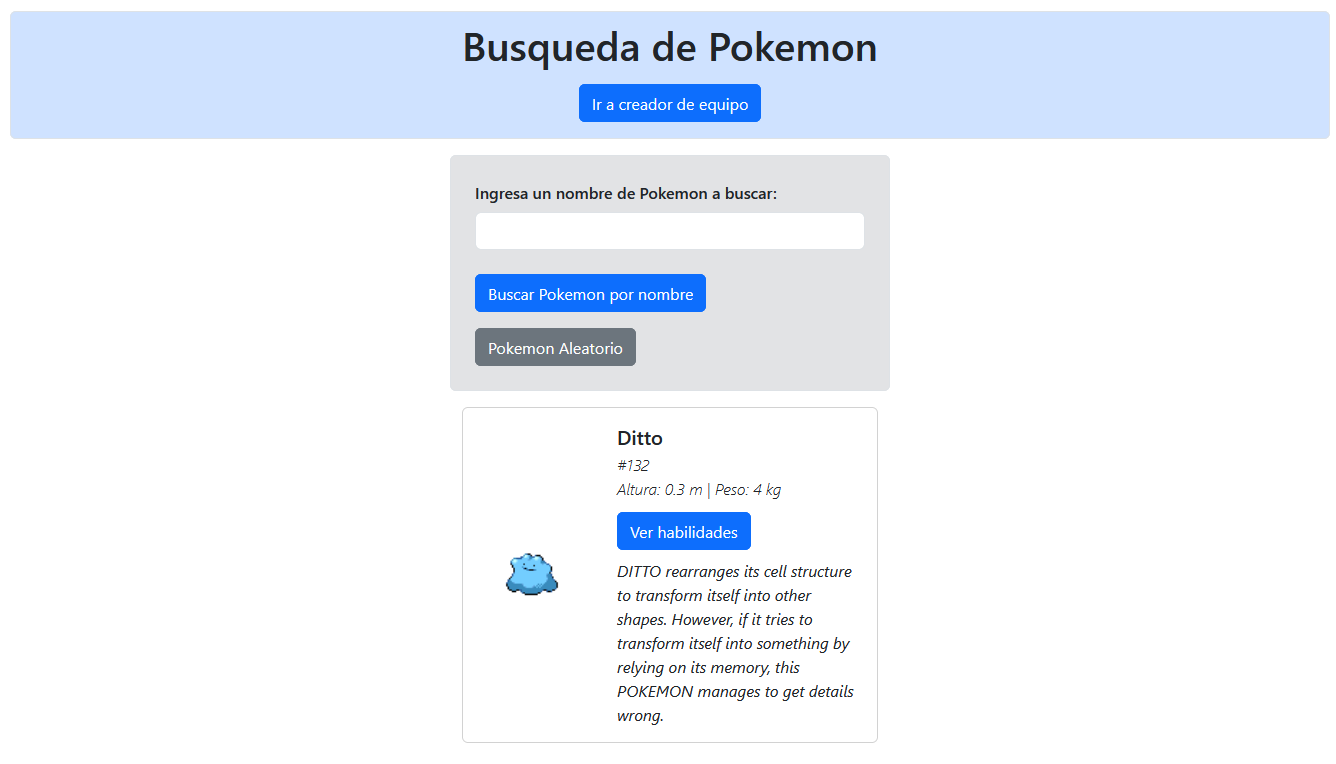 Busqueda de Pokemon
Ir a creador de equipo
Ingresa un nombre de Pokemon a buscar:
Buscar Pokemon por nombre
Pokemon Aleatorio
Ditto
#132
Altura: 0.3 m | Peso: 4 kg
Ver habilidades
DITTO rearranges its cell structure
to transform itself into other
shapes. However, if it tries to
transform itself into something by
relying on its memory, this
POKEMON manages to get details
wrong.